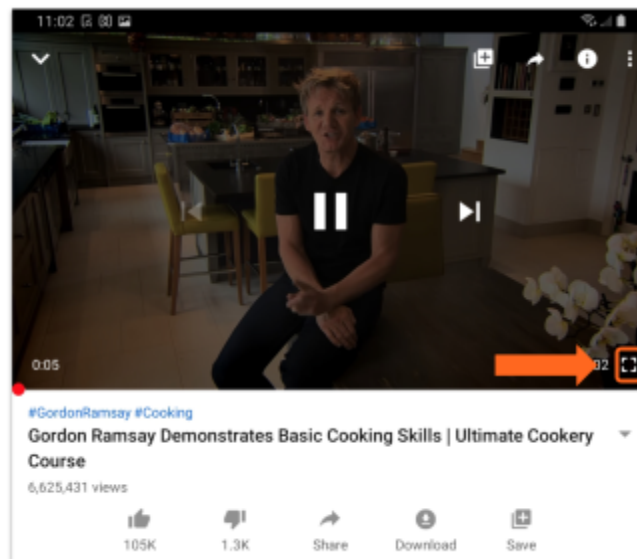 11:02
0:05
32
#GordonRamsay #Cooking
Gordon Ramsay Demonstrates Basic Cooking Skills | Ultimate Cookery
Course
6,625,431 views
105K 1.3K Share Download Save